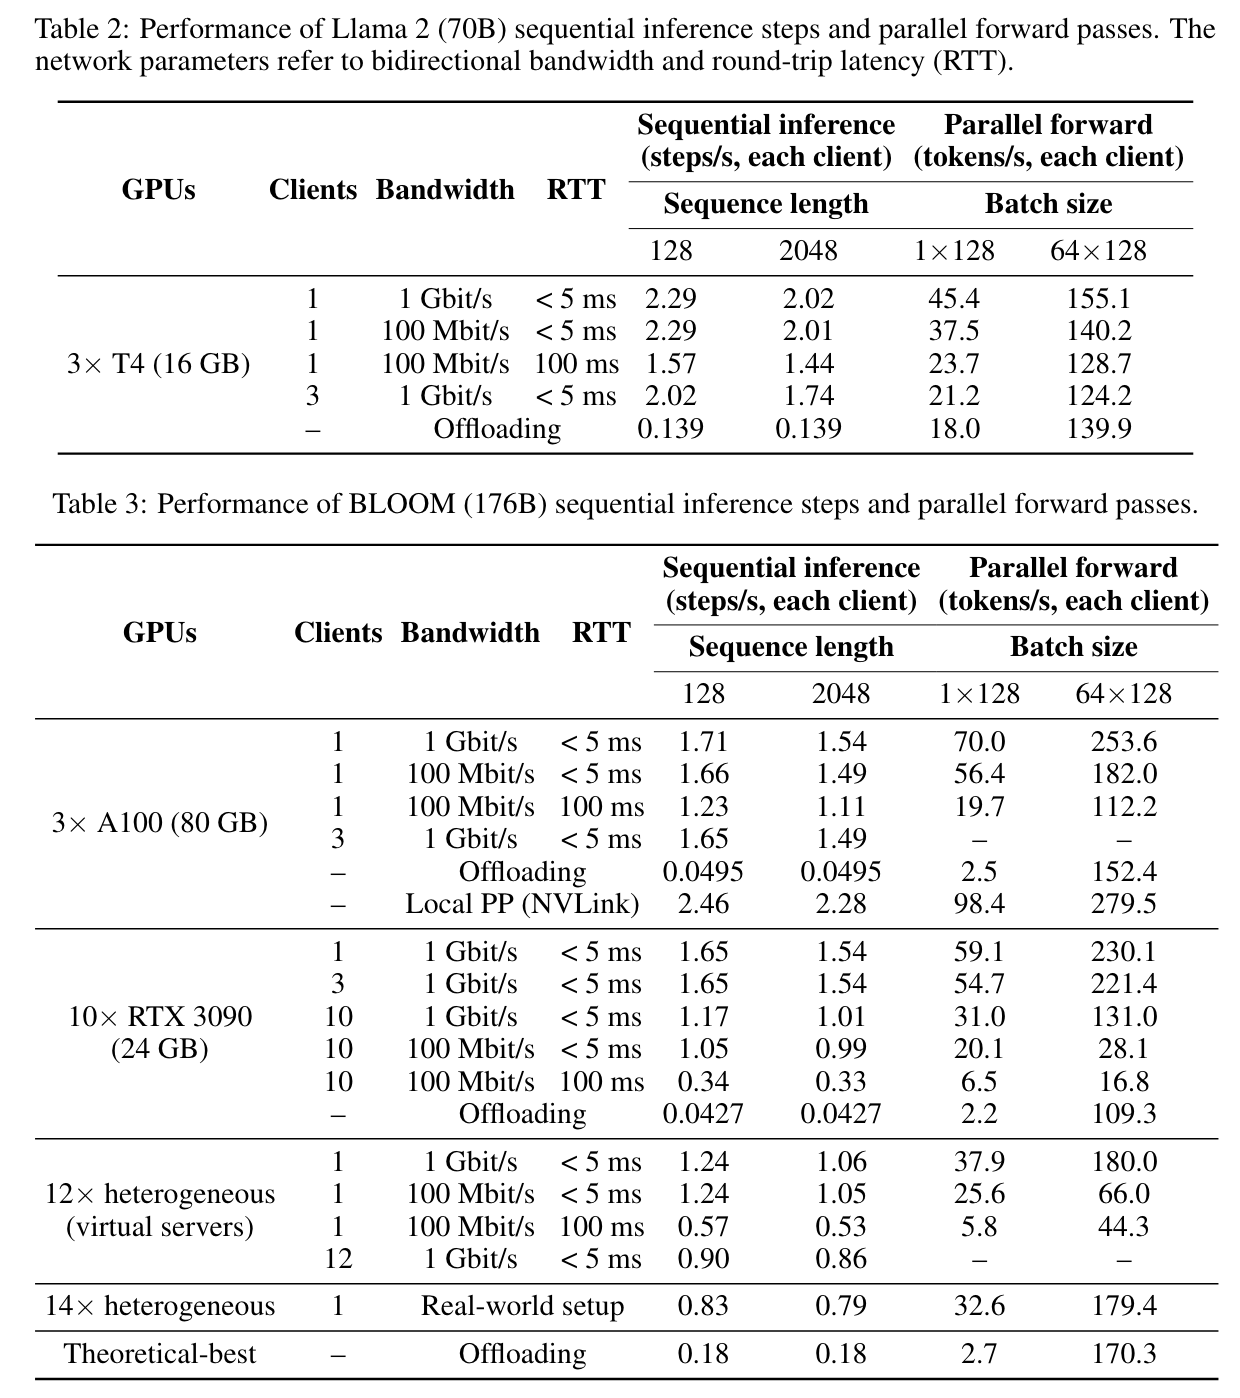 Table 2: Performance of Llama 2 (70B) sequential inference steps and parallel forward passes. The
network parameters refer to bidirectional bandwidth and round-trip latency (RTT).
GPUs Clients Bandwidth RTT Sequential inference (steps/s, each client) Parallel forward (tokens/s, each client)
Sequence length Batch size
128 2048 1×128 64×128
3× T4 (16 GB)
1 1 Gbit/s < 5 ms 2.29 2.02 45.4 155.1
1 100 Mbit/s < 5 ms 2.29 2.01 37.5 140.2
1 100 Mbit/s 100 ms 1.57 1.44 23.7 128.7
3 1 Gbit/s < 5 ms 2.02 1.74 21.2 124.2
– Offloading 0.139 0.139 18.0 139.9
Table 3: Performance of BLOOM (176B) sequential inference steps and parallel forward passes.
GPUs Clients Bandwidth RTT Sequential inference (steps/s, each client) Parallel forward (tokens/s, each client)
Sequence length Batch size
128 2048 1×128 64×128
3× A100 (80 GB)
1 1 Gbit/s < 5 ms 1.71 1.54 70.0 253.6
1 100 Mbit/s < 5 ms 1.66 1.49 56.4 182.0
1 100 Mbit/s 100 ms 1.23 1.11 19.7 112.2
3 1 Gbit/s < 5 ms 1.65 1.49 – –
– Offloading 0.0495 0.0495 2.5 152.4
– Local PP (NVLink) 2.46 2.28 98.4 279.5
10× RTX 3090
(24 GB)
1 1 Gbit/s < 5 ms 1.65 1.54 59.1 230.1
3 1 Gbit/s < 5 ms 1.65 1.54 54.7 221.4
10 1 Gbit/s < 5 ms 1.17 1.01 31.0 131.0
10 100 Mbit/s < 5 ms 1.05 0.99 20.1 28.1
10 100 Mbit/s 100 ms 0.34 0.33 6.5 16.8
– Offloading 0.0427 0.0427 2.2 109.3
12× heterogeneous
(virtual servers)
1 1 Gbit/s < 5 ms 1.24 1.06 37.9 180.0
1 100 Mbit/s < 5 ms 1.24 1.05 25.6 66.0
1 100 Mbit/s 100 ms 0.57 0.53 5.8 44.3
12 1 Gbit/s < 5 ms 0.90 0.86 – –
14× heterogeneous 1 Real-world setup 0.83 0.79 32.6 179.4
Theoretical-best – Offloading 0.18 0.18 2.7 170.3